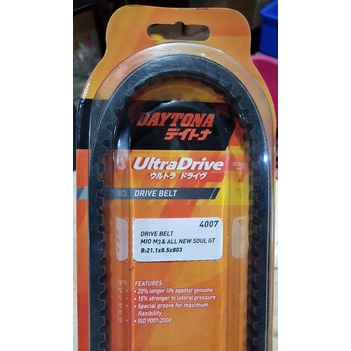 DAYTONA
デイトナ
UltraDrive
ウルトラ ドライヴ
DRIVE BELT
4007
DRIVE BELT
MIO M3 & ALL NEW SOUL GT
B:21.1x8.5x803
FEATURES :
• 20% longer life against genuine
• 15% stronger to lateral pressure
• Special groove for maximum
flexibility
• ISO 9001:2000